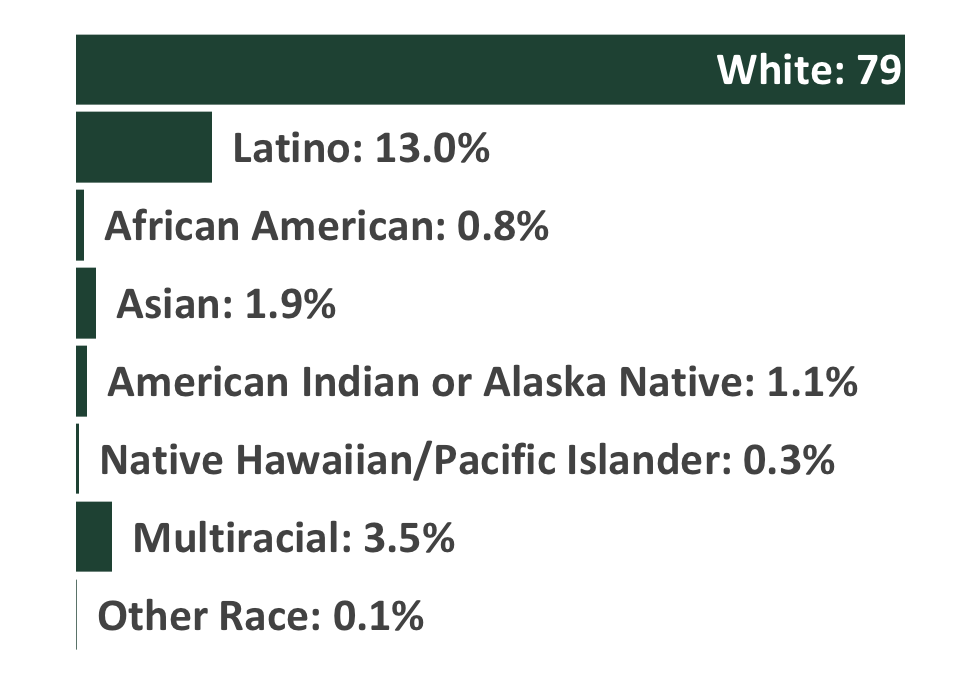 White: 79
Latino: 13.0%
African American: 0.8%
Asian: 1.9%
American Indian or Alaska Native: 1.1%
Native Hawaiian/Pacific Islander: 0.3%
Multiracial: 3.5%
Other Race: 0.1%